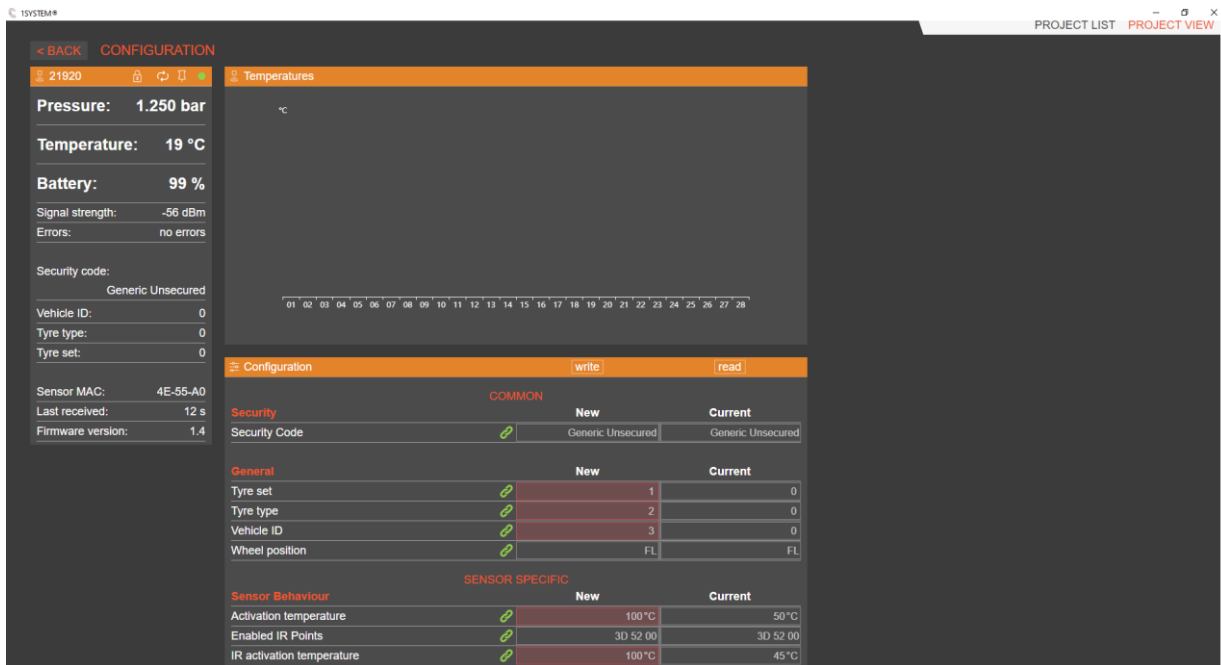 1SYSTEM®
PROJECT LIST PROJECT VIEW
< BACK CONFIGURATION
21920
Pressure: 1.250 bar
Temperature: 19 °C
Battery: 99 %
Signal strength: -56 dBm
Errors: no errors
Security code:
Generic Unsecured
Vehicle ID: 0
Tyre type: 0
Tyre set: 0
Sensor MAC: 4E-55-A0
Last received: 12 s
Firmware version: 1.4
Temperatures
°C
01 02 03 04 05 06 07 08 09 10 11 12 13 14 15 16 17 18 19 20 21 22 23 24 25 26 27 28
Configuration write read
COMMON
Security New Current
Security Code Generic Unsecured Generic Unsecured
General New Current
Tyre set 1 0
Tyre type 2 0
Vehicle ID 3 0
Wheel position FL FL
SENSOR SPECIFIC
Sensor Behaviour New Current
Activation temperature 100°C 50°C
Enabled IR Points 3D 52 00 3D 52 00
IR activation temperature 100°C 45°C